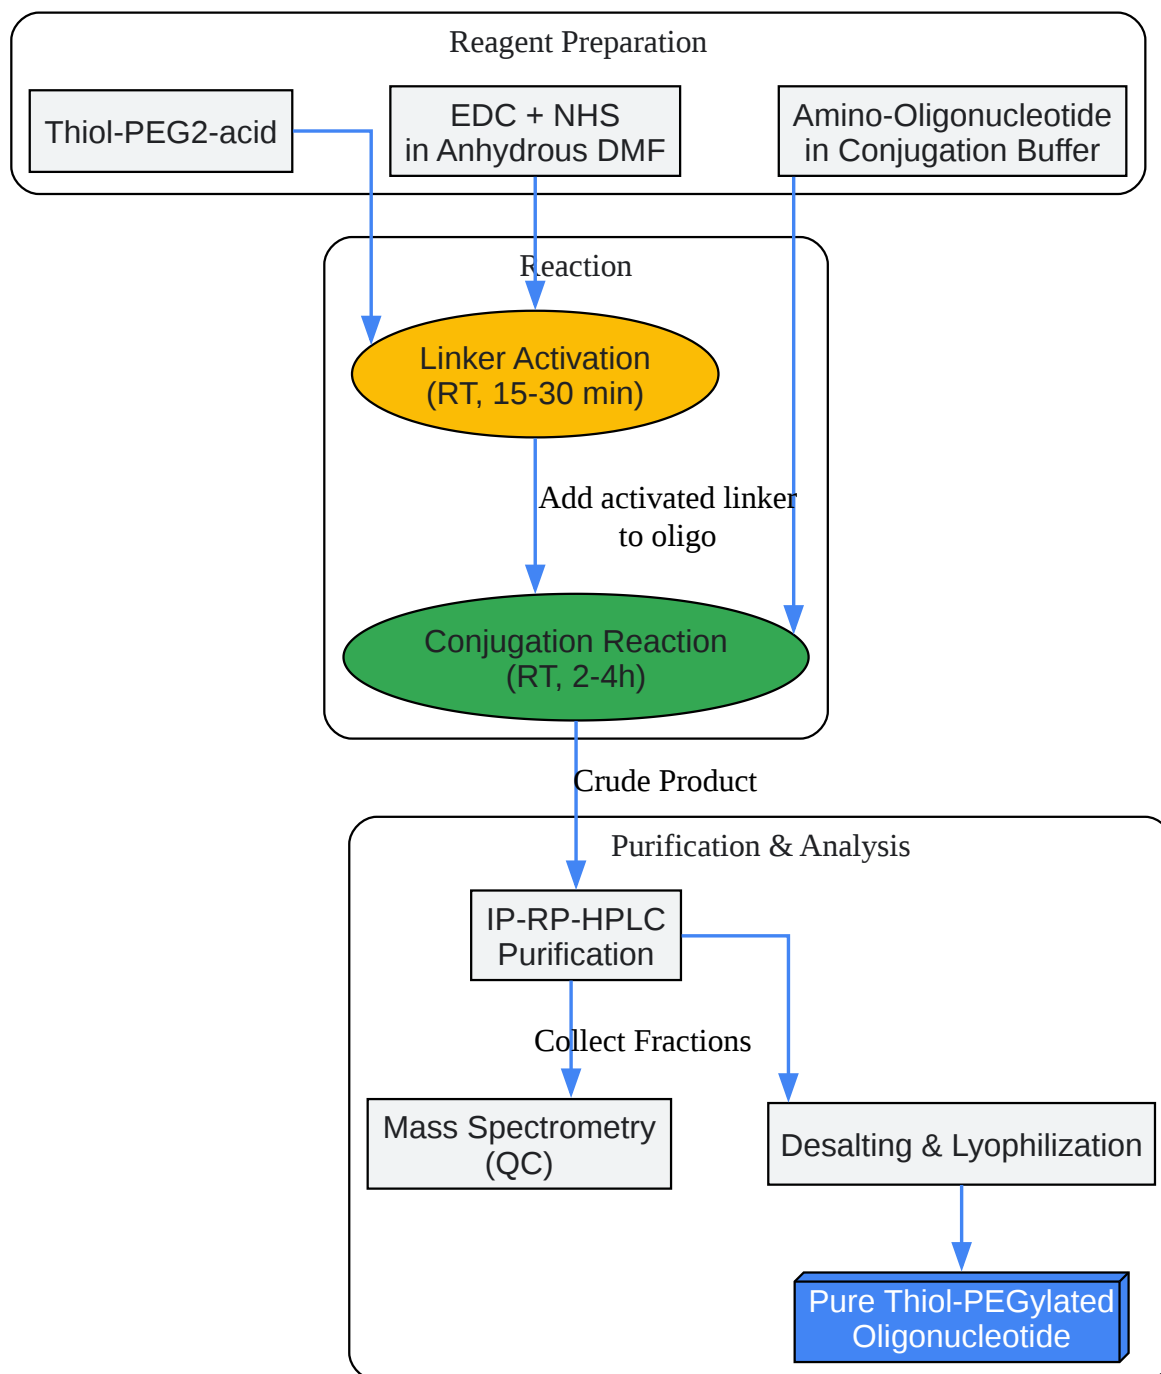 Reagent Preparation
Thiol-PEG2-acid
EDC + NHS
in Anhydrous DMF
Amino-Oligonucleotide
in Conjugation Buffer
Reaction
Linker Activation
(RT, 15-30 min)
Add activated linker
to oligo
Conjugation Reaction
(RT, 2-4h)
Crude Product
Purification & Analysis
IP-RP-HPLC
Purification
Collect Fractions
Mass Spectrometry
(QC)
Desalting & Lyophilization
Pure Thiol-PEGylated
Oligonucleotide